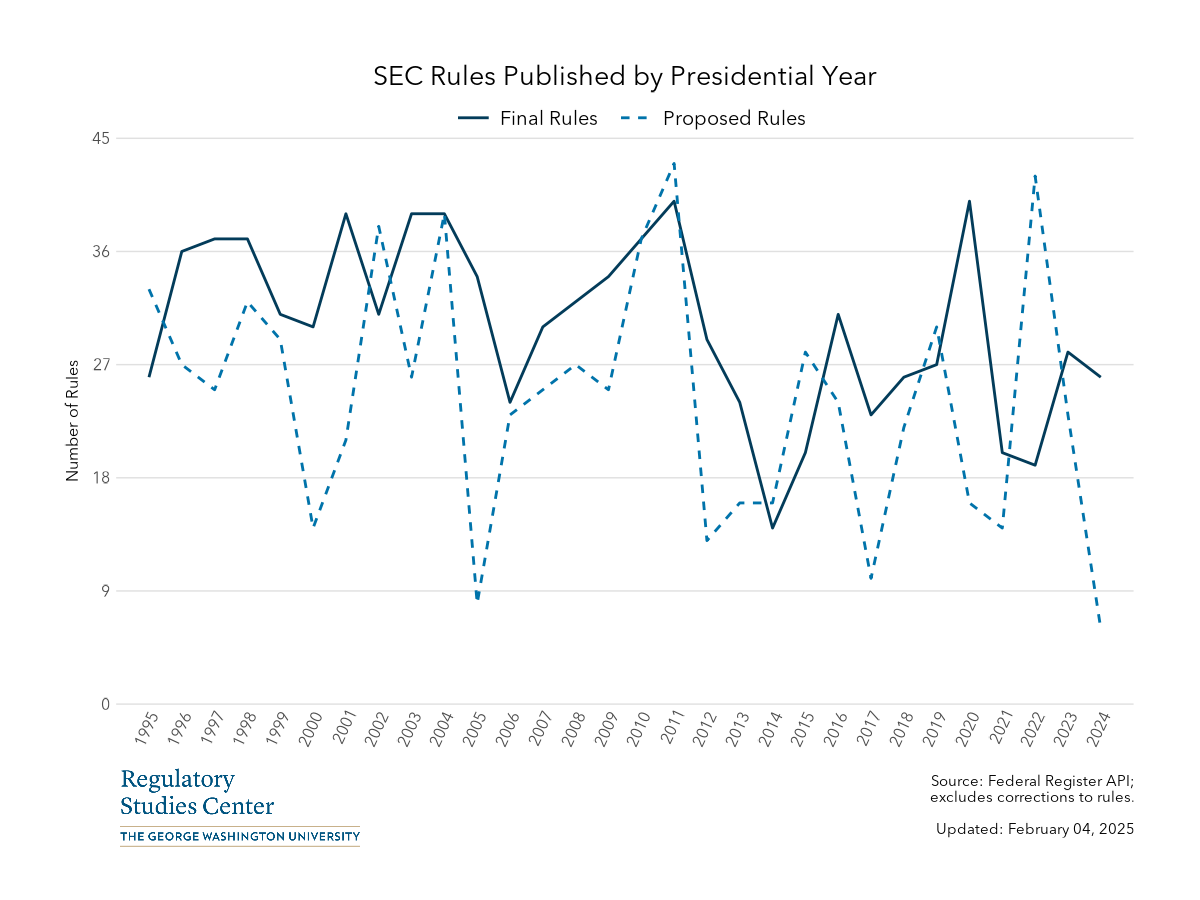 SEC Rules Published by Presidential Year
Final Rules Proposed Rules
45
36
27
18
9
0
Number of Rules
1995 1996 1997 1998 1999 2000 2001 2002 2003 2004 2005 2006 2007 2008 2009 2010 2011 2012 2013 2014 2015 2016 2017 2018 2019 2020 2021 2022 2023 2024
Regulatory
Studies Center
THE GEORGE WASHINGTON UNIVERSITY
Source: Federal Register API;
excludes corrections to rules.
Updated: February 04, 2025